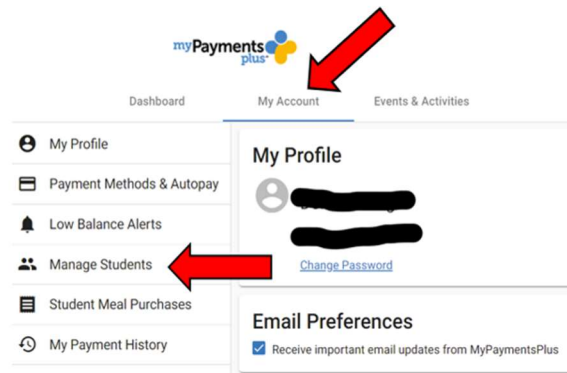 myPayments
plus
Dashboard My Account Events & Activities
My Profile
Payment Methods & Autopay
Low Balance Alerts
Manage Students
Student Meal Purchases
My Payment History
My Profile
Change Password
Email Preferences
Receive important email updates from MyPaymentsPlus